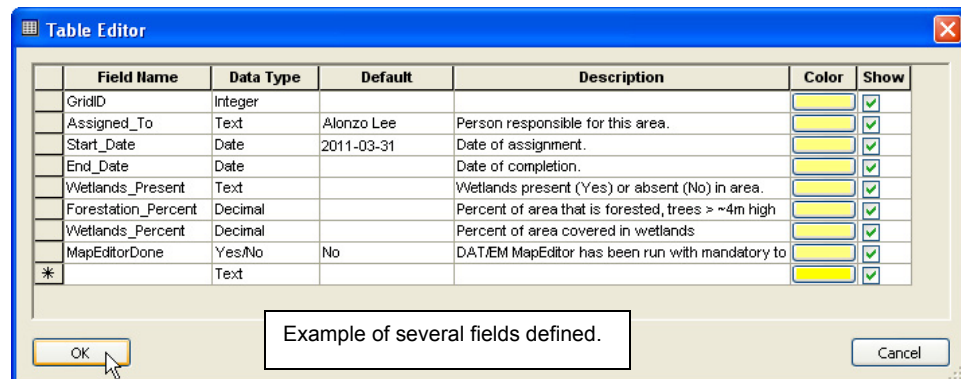 Table Editor
Field Name Data Type Default Description Color Show
GridID Integer
Assigned_To Text Alonzo Lee Person responsible for this area.
Start_Date Date 2011-03-31 Date of assignment.
End_Date Date Date of completion.
Wetlands_Present Text Wetlands present (Yes) or absent (No) in area.
Forestation_Percent Decimal Percent of area that is forested, trees > ~4m high
Wetlands_Percent Decimal Percent of area covered in wetlands
MapEditorDone Yes/No No DAT/EM MapEditor has been run with mandatory to
* Text
Example of several fields defined.
OK Cancel